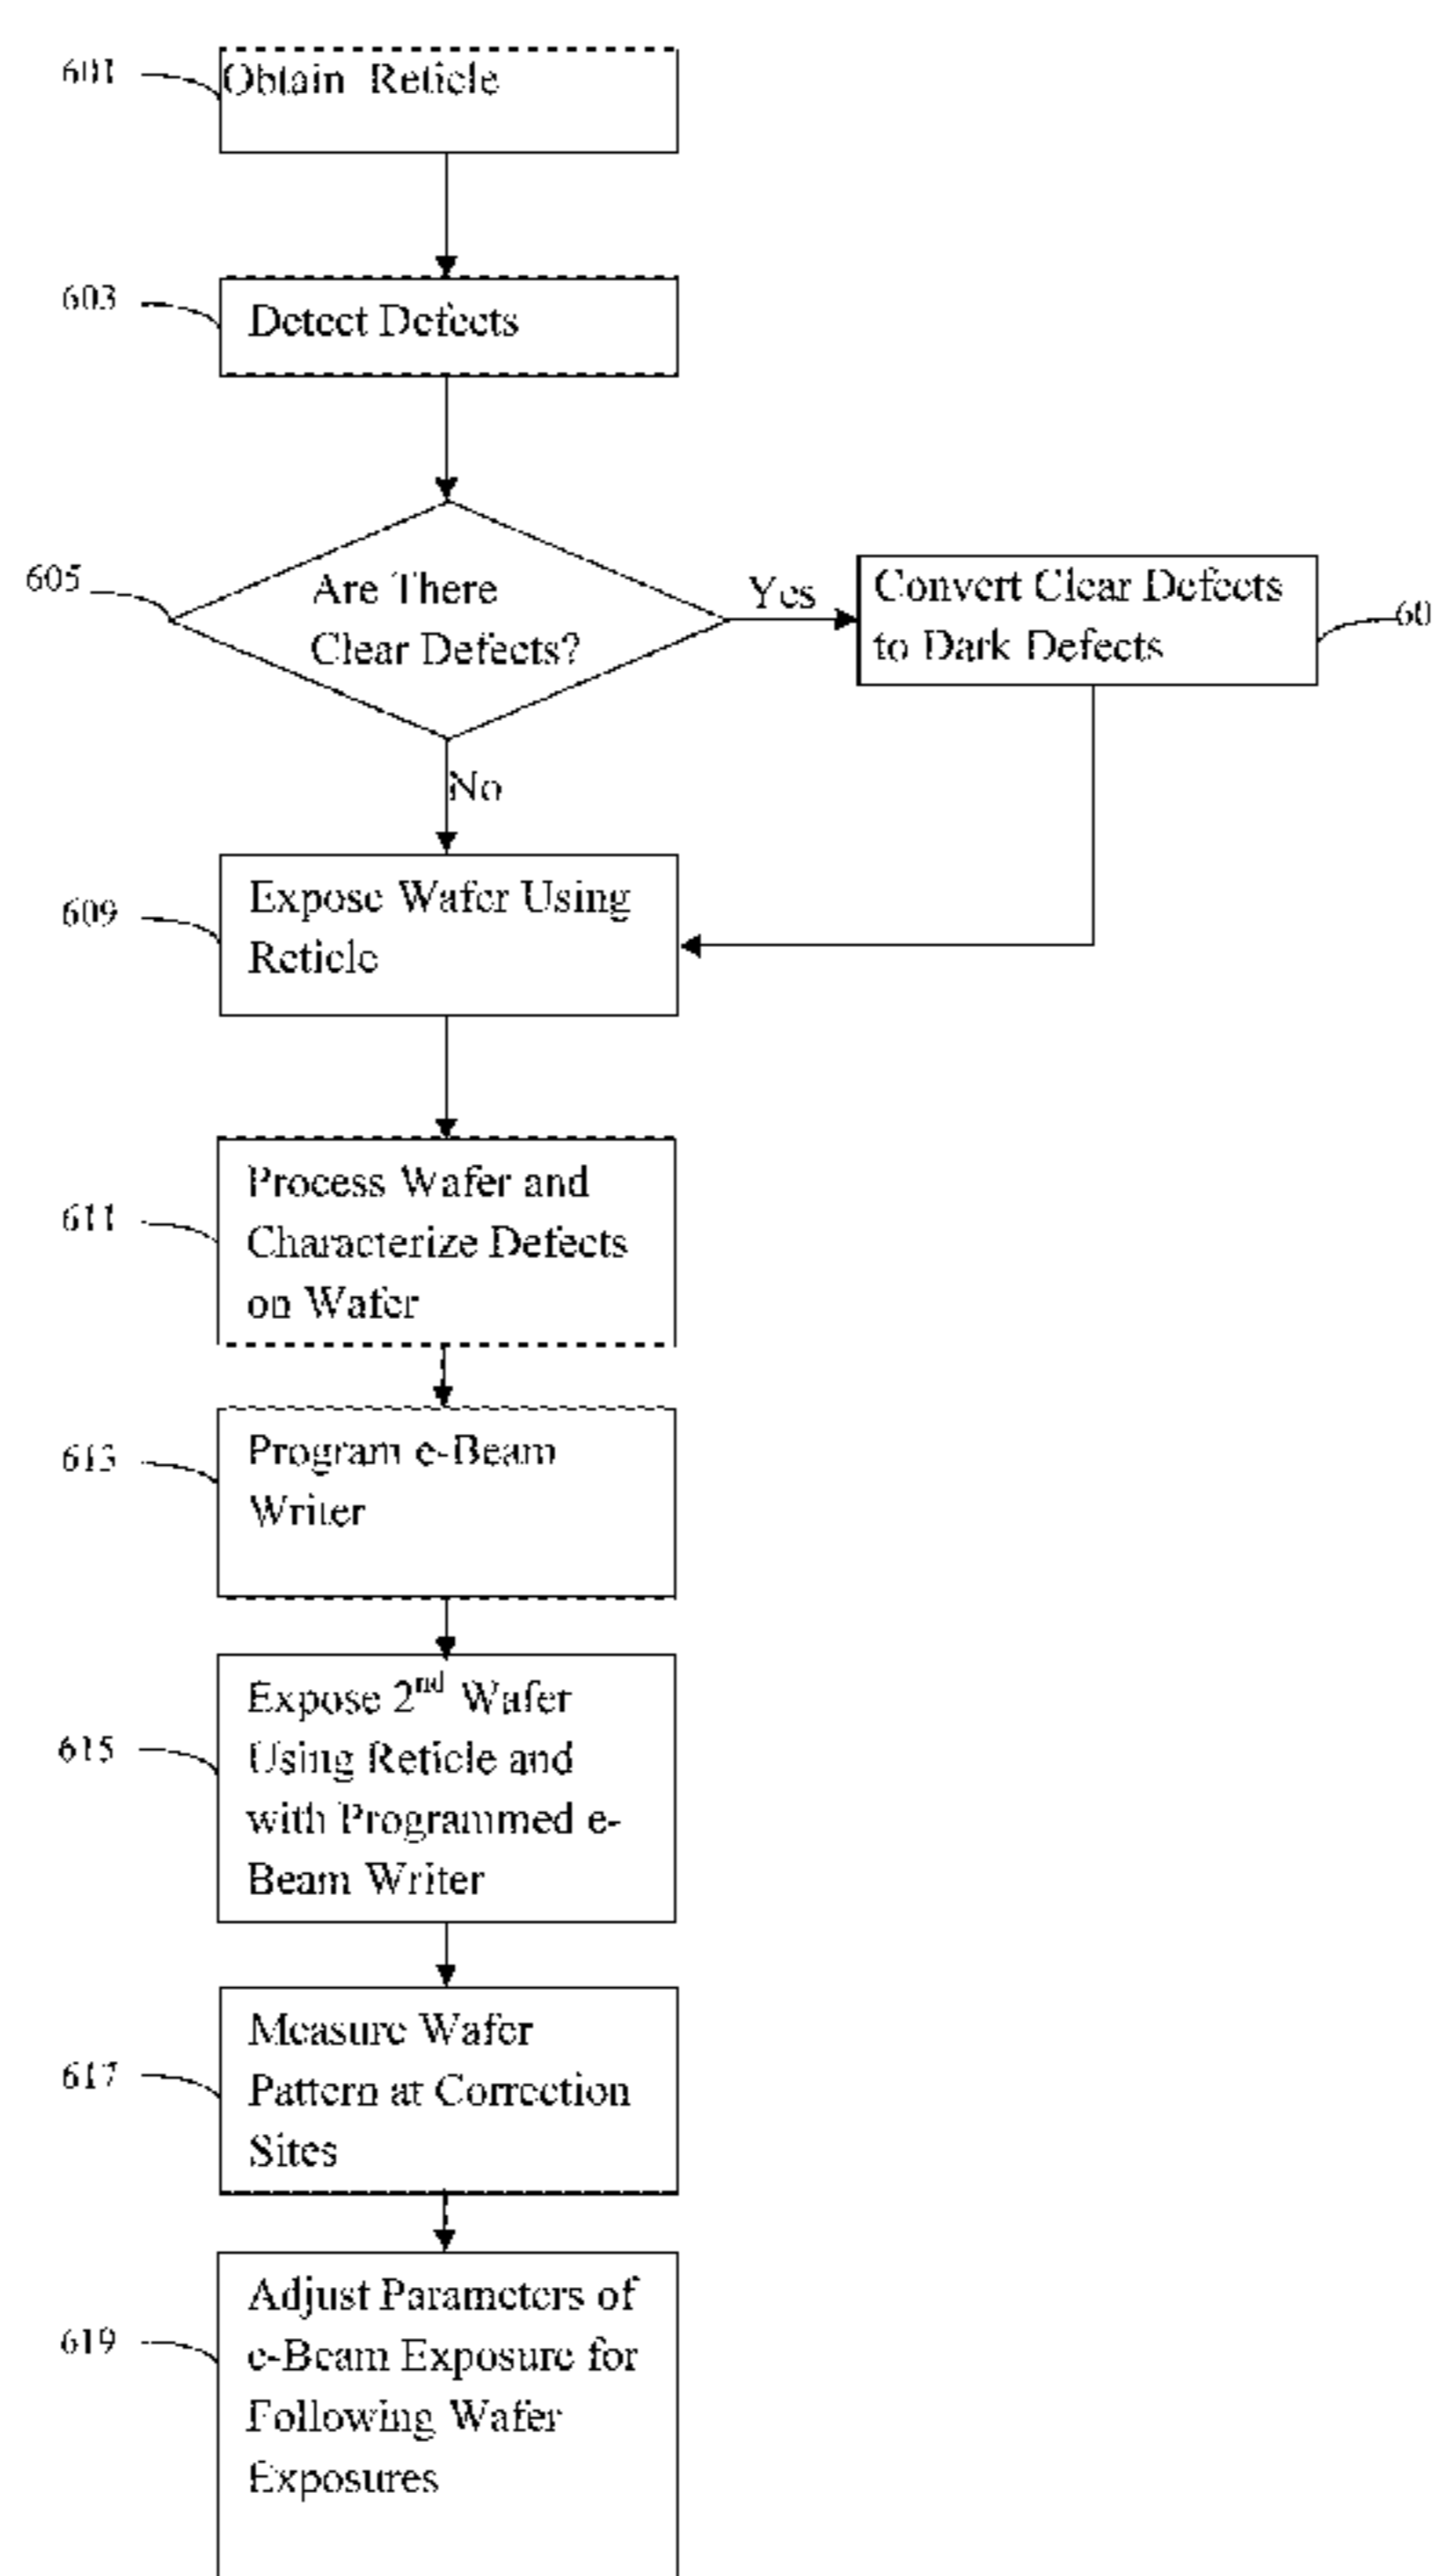 601
Obtain Reticle
603
Detect Defects
605
Are There
Clear Defects?
Yes
Convert Clear Defects
to Dark Defects
60
No
609
Expose Wafer Using
Reticle
611
Process Wafer and
Characterize Defects
on Wafer
613
Program e-Beam
Writer
615
Expose 2nd Wafer
Using Reticle and
with Programmed e-
Beam Writer
617
Measure Wafer
Pattern at Correction
Sites
619
Adjust Parameters of
e-Beam Exposure for
Following Wafer
Exposures